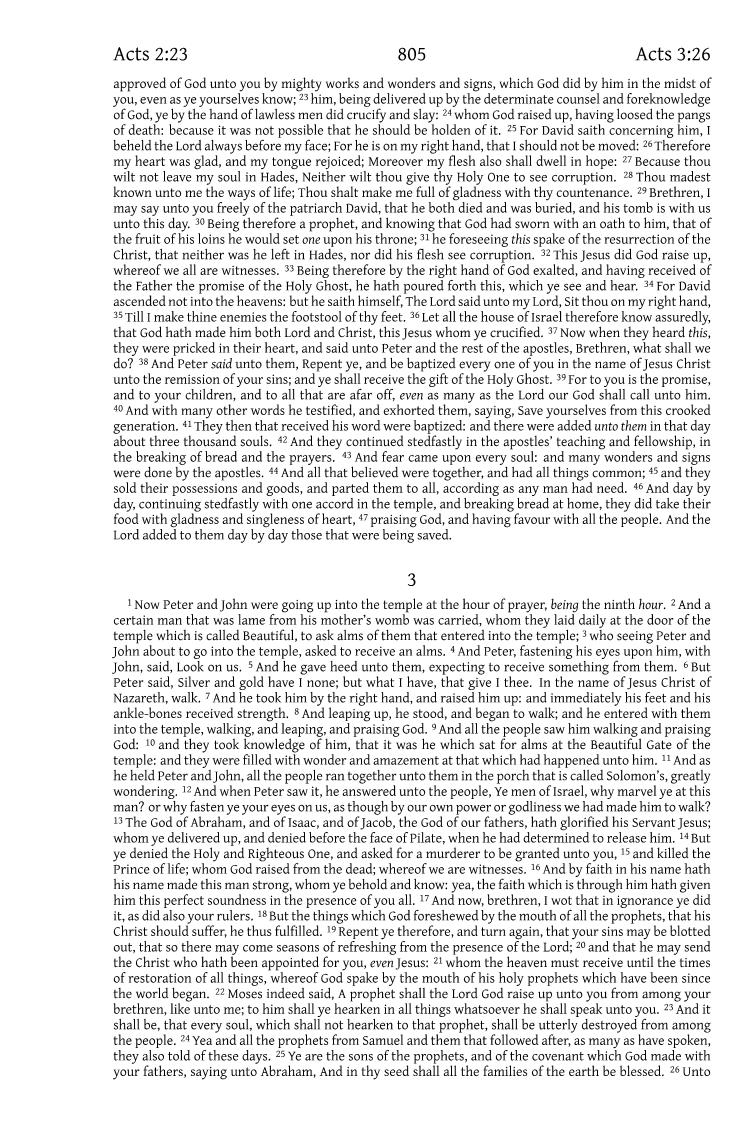 Acts 2:23 805 Acts 3:26
approved of God unto you by mighty works and wonders and signs, which God did by him in the midst of
you, even as ye yourselves know; 23 him, being delivered up by the determinate counsel and foreknowledge
of God, ye by the hand of lawless men did crucify and slay: 24 whom God raised up, having loosed the pangs
of death: because it was not possible that he should be holden of it. 25 For David saith concerning him, I
beheld the Lord always before my face; For he is on my right hand, that I should not be moved: 26 Therefore
my heart was glad, and my tongue rejoiced; Moreover my flesh also shall dwell in hope: 27 Because thou
wilt not leave my soul in Hades, Neither wilt thou give thy Holy One to see corruption. 28 Thou madest
known unto me the ways of life; Thou shalt make me full of gladness with thy countenance. 29 Brethren, I
may say unto you freely of the patriarch David, that he both died and was buried, and his tomb is with us
unto this day. 30 Being therefore a prophet, and knowing that God had sworn with an oath to him, that of
the fruit of his loins he would set one upon his throne; 31 he foreseeing this spake of the resurrection of the
Christ, that neither was he left in Hades, nor did his flesh see corruption. 32 This Jesus did God raise up,
whereof we all are witnesses. 33 Being therefore by the right hand of God exalted, and having received of
the Father the promise of the Holy Ghost, he hath poured forth this, which ye see and hear. 34 For David
ascended not into the heavens: but he saith himself, The Lord said unto my Lord, Sit thou on my right hand,
35 Till I make thine enemies the footstool of thy feet. 36 Let all the house of Israel therefore know assuredly,
that God hath made him both Lord and Christ, this Jesus whom ye crucified. 37 Now when they heard this,
they were pricked in their heart, and said unto Peter and the rest of the apostles, Brethren, what shall we
do? 38 And Peter said unto them, Repent ye, and be baptized every one of you in the name of Jesus Christ
unto the remission of your sins; and ye shall receive the gift of the Holy Ghost. 39 For to you is the promise,
and to your children, and to all that are afar off, even as many as the Lord our God shall call unto him.
40 And with many other words he testified, and exhorted them, saying, Save yourselves from this crooked
generation. 41 They then that received his word were baptized: and there were added unto them in that day
about three thousand souls. 42 And they continued stedfastly in the apostles’ teaching and fellowship, in
the breaking of bread and the prayers. 43 And fear came upon every soul: and many wonders and signs
were done by the apostles. 44 And all that believed were together, and had all things common; 45 and they
sold their possessions and goods, and parted them to all, according as any man had need. 46 And day by
day, continuing stedfastly with one accord in the temple, and breaking bread at home, they did take their
food with gladness and singleness of heart, 47 praising God, and having favour with all the people. And the
Lord added to them day by day those that were being saved.
3
1 Now Peter and John were going up into the temple at the hour of prayer, being the ninth hour. 2 And a
certain man that was lame from his mother’s womb was carried, whom they laid daily at the door of the
temple which is called Beautiful, to ask alms of them that entered into the temple; 3 who seeing Peter and
John about to go into the temple, asked to receive an alms. 4 And Peter, fastening his eyes upon him, with
John, said, Look on us. 5 And he gave heed unto them, expecting to receive something from them. 6 But
Peter said, Silver and gold have I none; but what I have, that give I thee. In the name of Jesus Christ of
Nazareth, walk. 7 And he took him by the right hand, and raised him up: and immediately his feet and his
ankle-bones received strength. 8 And leaping up, he stood, and began to walk; and he entered with them
into the temple, walking, and leaping, and praising God. 9 And all the people saw him walking and praising
God: 10 and they took knowledge of him, that it was he which sat for alms at the Beautiful Gate of the
temple: and they were filled with wonder and amazement at that which had happened unto him. 11 And as
he held Peter and John, all the people ran together unto them in the porch that is called Solomon’s, greatly
wondering. 12 And when Peter saw it, he answered unto the people, Ye men of Israel, why marvel ye at this
man? or why fasten ye your eyes on us, as though by our own power or godliness we had made him to walk?
13 The God of Abraham, and of Isaac, and of Jacob, the God of our fathers, hath glorified his Servant Jesus;
whom ye delivered up, and denied before the face of Pilate, when he had determined to release him. 14 But
ye denied the Holy and Righteous One, and asked for a murderer to be granted unto you, 15 and killed the
Prince of life; whom God raised from the dead; whereof we are witnesses. 16 And by faith in his name hath
his name made this man strong, whom ye behold and know: yea, the faith which is through him hath given
him this perfect soundness in the presence of you all. 17 And now, brethren, I wot that in ignorance ye did
it, as did also your rulers. 18 But the things which God foreshewed by the mouth of all the prophets, that his
Christ should suffer, he thus fulfilled. 19 Repent ye therefore, and turn again, that your sins may be blotted
out, that so there may come seasons of refreshing from the presence of the Lord; 20 and that he may send
the Christ who hath been appointed for you, even Jesus: 21 whom the heaven must receive until the times
of restoration of all things, whereof God spake by the mouth of his holy prophets which have been since
the world began. 22 Moses indeed said, A prophet shall the Lord God raise up unto you from among your
brethren, like unto me; to him shall ye hearken in all things whatsoever he shall speak unto you. 23 And it
shall be, that every soul, which shall not hearken to that prophet, shall be utterly destroyed from among
the people. 24 Yea and all the prophets from Samuel and them that followed after, as many as have spoken,
they also told of these days. 25 Ye are the sons of the prophets, and of the covenant which God made with
your fathers, saying unto Abraham, And in thy seed shall all the families of the earth be blessed. 26 Unto